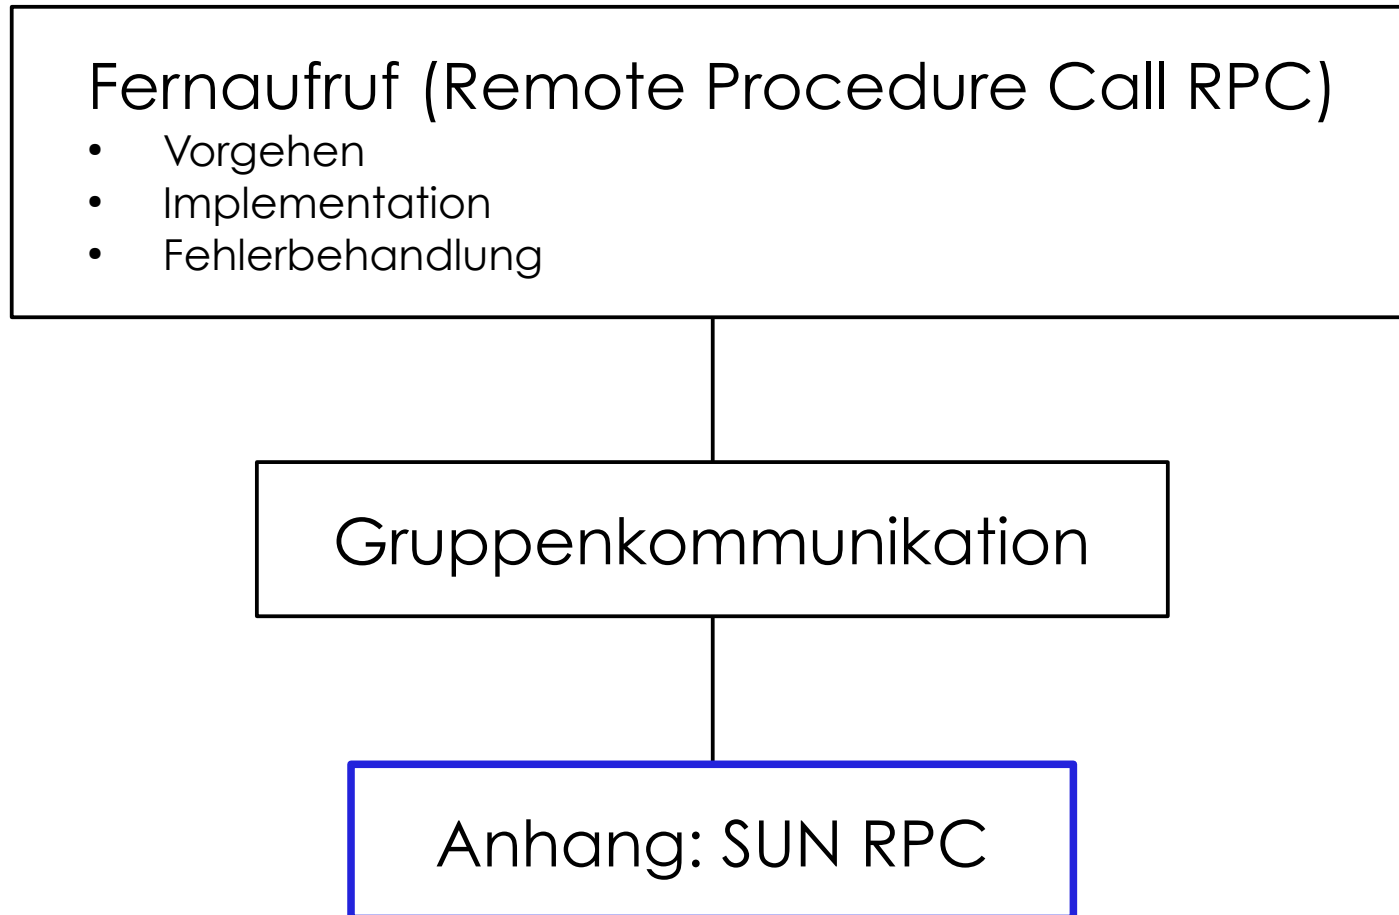 Fernaufruf (Remote Procedure Call RPC)
• Vorgehen
• Implementation
• Fehlerbehandlung
Gruppenkommunikation
Anhang: SUN RPC